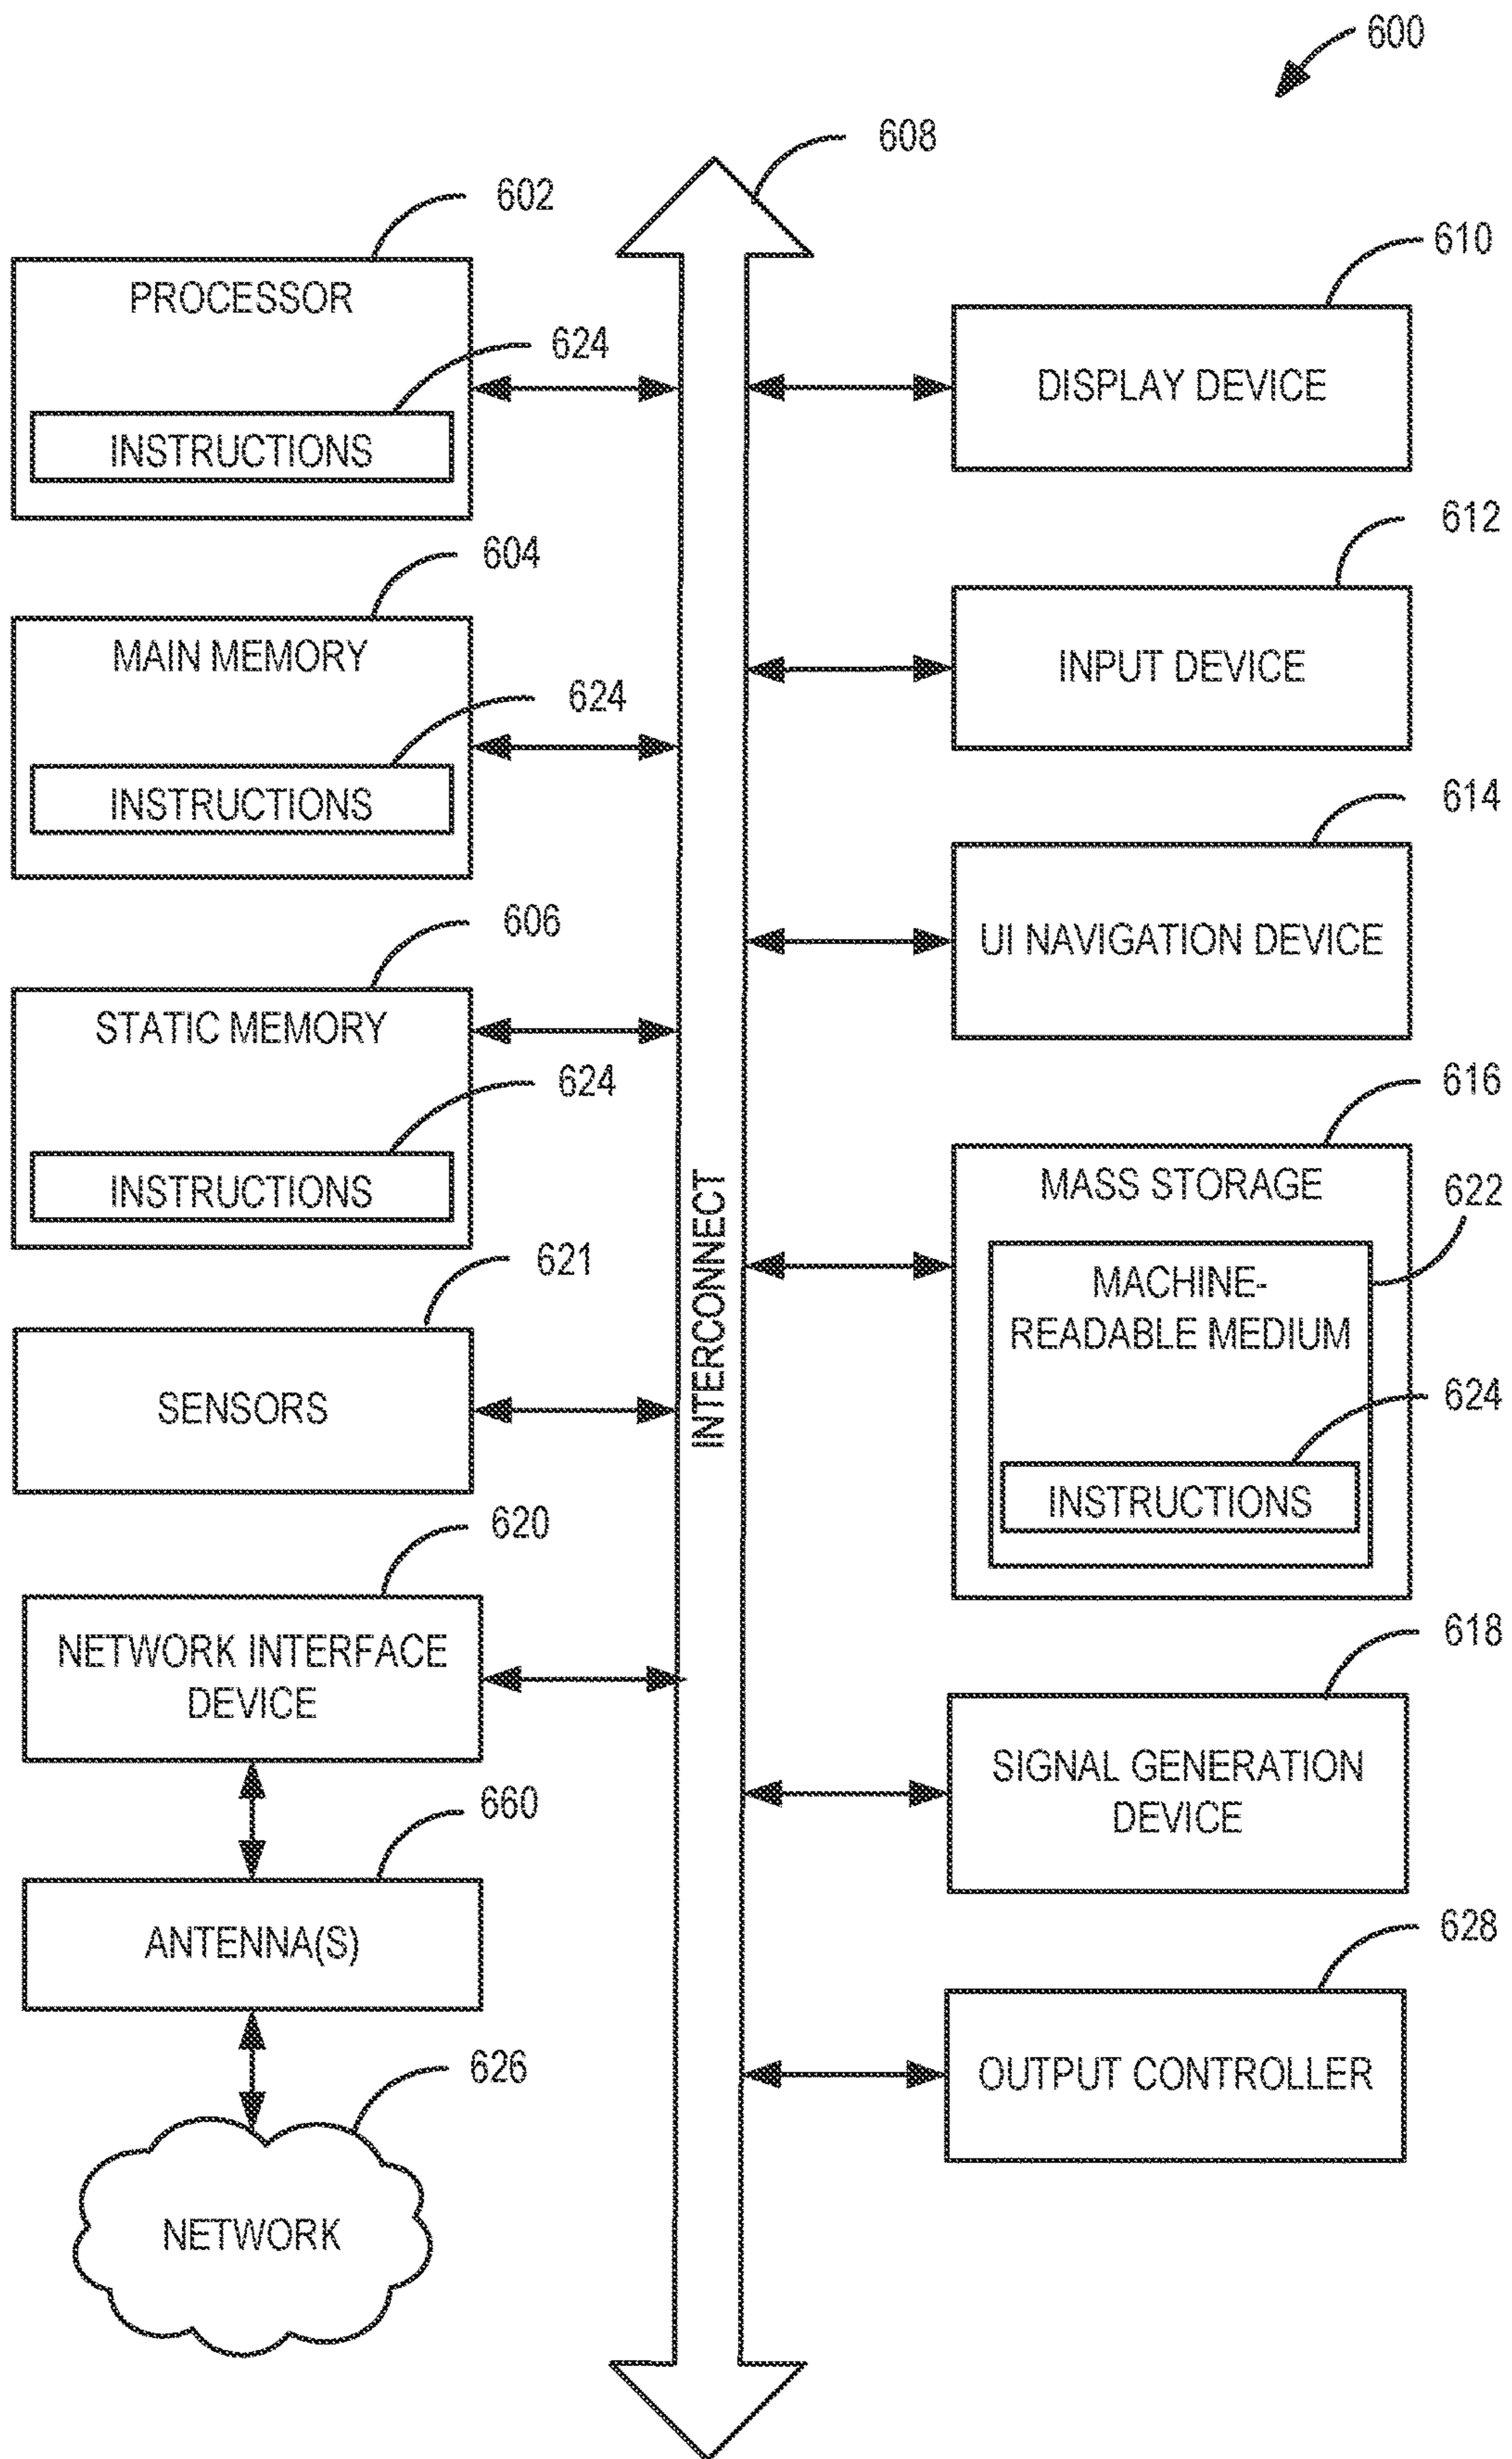 600
608
602
PROCESSOR
624
INSTRUCTIONS
604
MAIN MEMORY
624
INSTRUCTIONS
606
STATIC MEMORY
624
INSTRUCTIONS
621
SENSORS
620
NETWORK INTERFACE
DEVICE
660
ANTENNA(S)
626
NETWORK
INTERCONNECT
610
DISPLAY DEVICE
612
INPUT DEVICE
614
UI NAVIGATION DEVICE
616
MASS STORAGE
622
MACHINE-
READABLE MEDIUM
624
INSTRUCTIONS
618
SIGNAL GENERATION
DEVICE
628
OUTPUT CONTROLLER